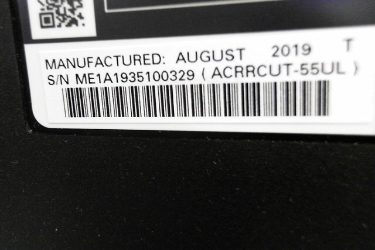 MANUFACTURED: AUGUST 2019 T
S/N ME1A1935100329 ( ACRRCUT-55UL )